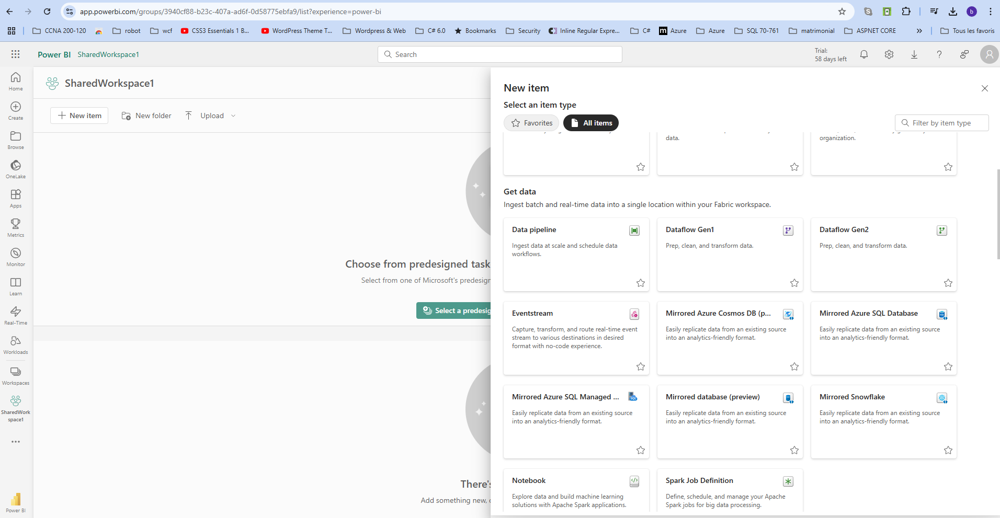 app.powerbi.com/groups/3940cf88-b23c-407a-ad6f-0d58775ebfa9/list?experience=power-bi
b
CCNA 200-120
robot
wcf
CSS3 Essentials 1 B...
WordPress Theme T...
Wordpress & Web
C# 6.0
Bookmarks
Security
Inline Regular Expre...
C#
m Azure
Azure
SQL 70-761
matrimonial
ASPNET CORE
»
Tous les favoris
Power BI
SharedWorkspace1
Search
Trial:
58 days left
Home
Create
Browse
OneLake
Apps
Metrics
Monitor
Learn
Real-Time
Workloads
Workspaces
SharedWork
space1
Power BI
SharedWorkspace1
New item
New folder
Upload
Choose from predesigned task
Select from one of Microsoft's predesigr
Select a predesig
There's
Add something new,
New item
Select an item type
Favorites
All items
Filter by item type
data.
organization.
Get data
Ingest batch and real-time data into a single location within your Fabric workspace.
Data pipeline
Ingest data at scale and schedule data
workflows.
Dataflow Gen1
Prep, clean, and transform data.
Dataflow Gen2
Prep, clean, and transform data.
Eventstream
Capture, transform, and route real-time event
stream to various destinations in desired
format with no-code experience.
Mirrored Azure Cosmos DB (p...
Easily replicate data from an existing source
into an analytics-friendly format.
Mirrored Azure SQL Database
Easily replicate data from an existing source
into an analytics-friendly format.
Mirrored Azure SQL Managed ...
Easily replicate data from an existing source
into an analytics-friendly format.
Mirrored database (preview)
Easily replicate data from an existing source
into an analytics-friendly format.
Mirrored Snowflake
Easily replicate data from an existing source
into an analytics-friendly format.
Notebook
Explore data and build machine learning
solutions with Apache Spark applications.
Spark Job Definition
Define, schedule, and manage your Apache
Spark jobs for big data processing.